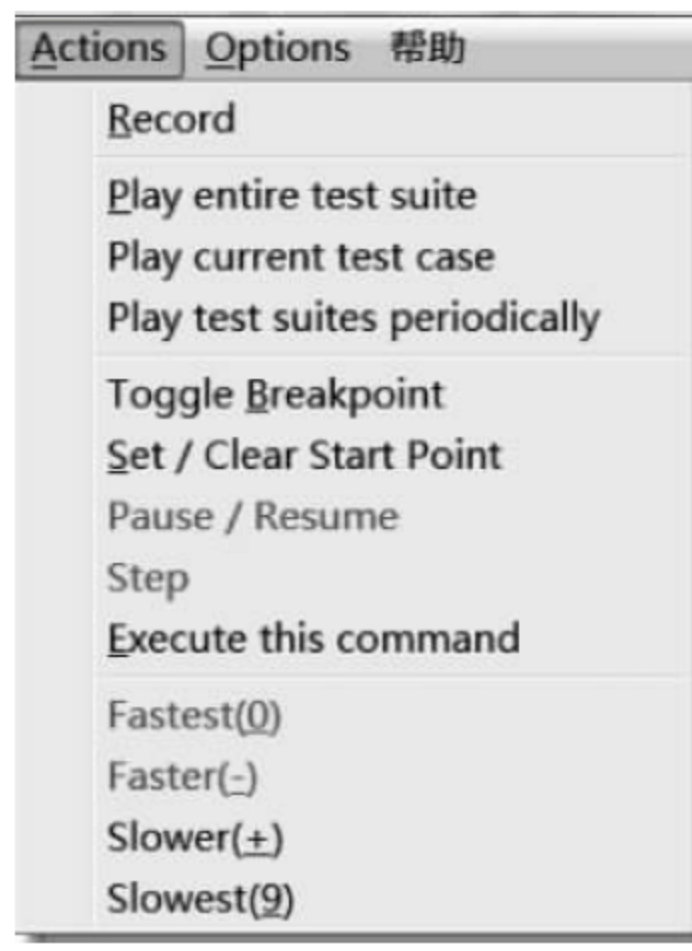 Actions Options 帮助
Record
Play entire test suite
Play current test case
Play test suites periodically
Toggle Breakpoint
Set / Clear Start Point
Pause / Resume
Step
Execute this command
Fastest(0)
Faster(-)
Slower(+)
Slowest(9)